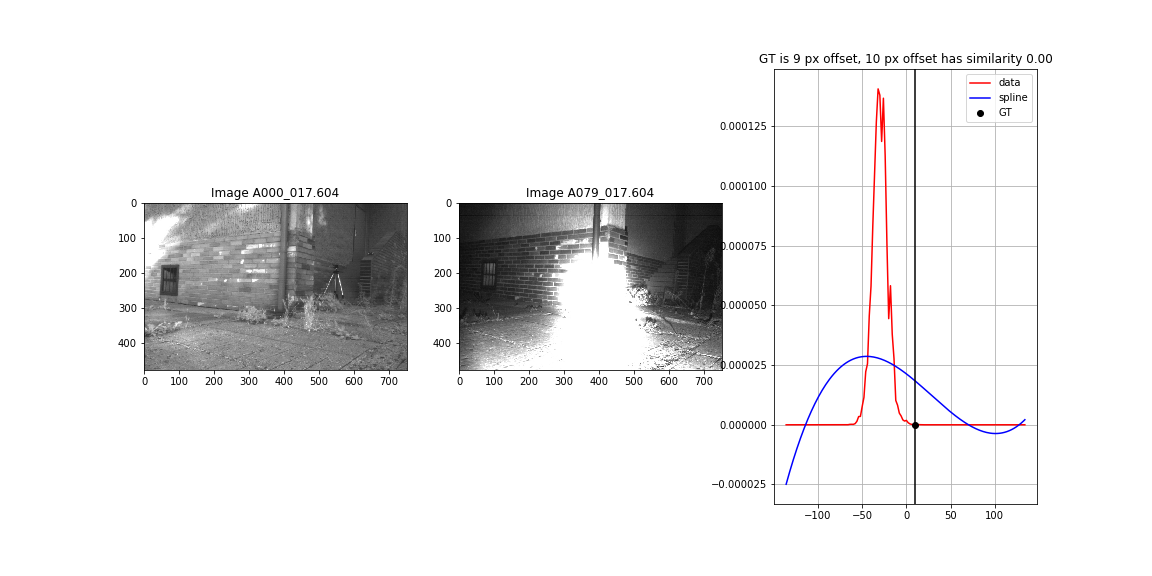 Image A000_017.604
0
100
200
300
400
0 100 200 300 400 500 600 700
Image A079_017.604
0
100
200
300
400
0 100 200 300 400 500 600 700
GT is 9 px offset, 10 px offset has similarity 0.00
data
spline
GT
0.000125
0.000100
0.000075
0.000050
0.000025
0.000000
−0.000025
−100 −50 0 50 100